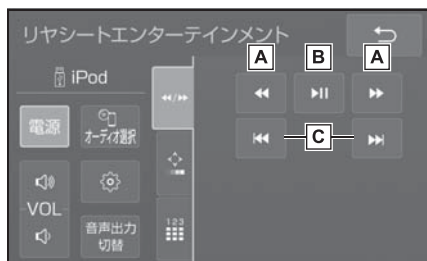 リヤシートエンターテインメント
A B A
iPod
電源
オーディオ選択
C
VOL
音声出力
切替
123